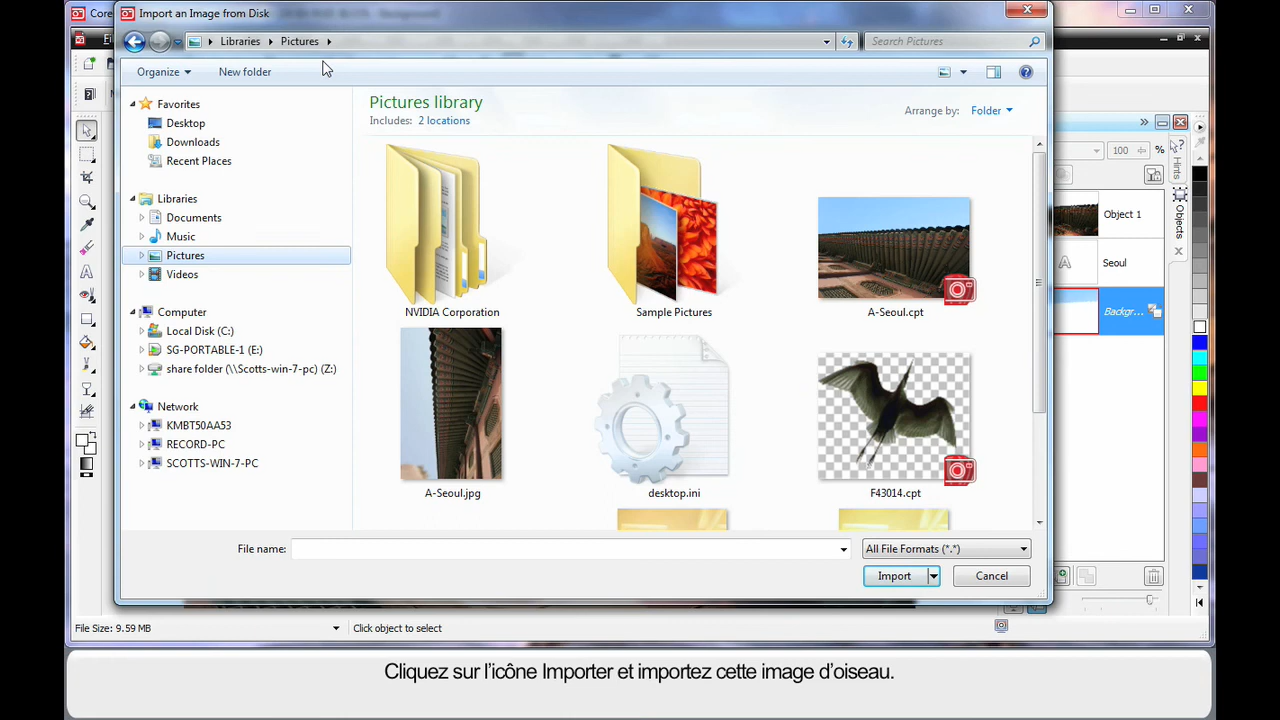 Core
Import an Image from Disk
Libraries
Pictures
Search Pictures
Organize
New folder
Favorites
Desktop
Downloads
Recent Places
Libraries
Documents
Music
Pictures
Videos
Computer
Local Disk (C:)
SG-PORTABLE-1 (E:)
share folder (\\Scotts-win-7-pc) (Z:)
Network
KMBT50AA53
RECORD-PC
SCOTTS-WIN-7-PC
Pictures library
Includes: 2 locations
Arrange by: Folder
NVIDIA Corporation
Sample Pictures
A-Seoul.cpt
A-Seoul.jpg
desktop.ini
F43014.cpt
File name:
All File Formats (*.*)
Import
Cancel
100 %
Hints
Objects
Object 1
Seoul
Backgr...
File Size: 9.59 MB
Click object to select
Cliquez sur l'icône Importer et importez cette image d'oiseau.